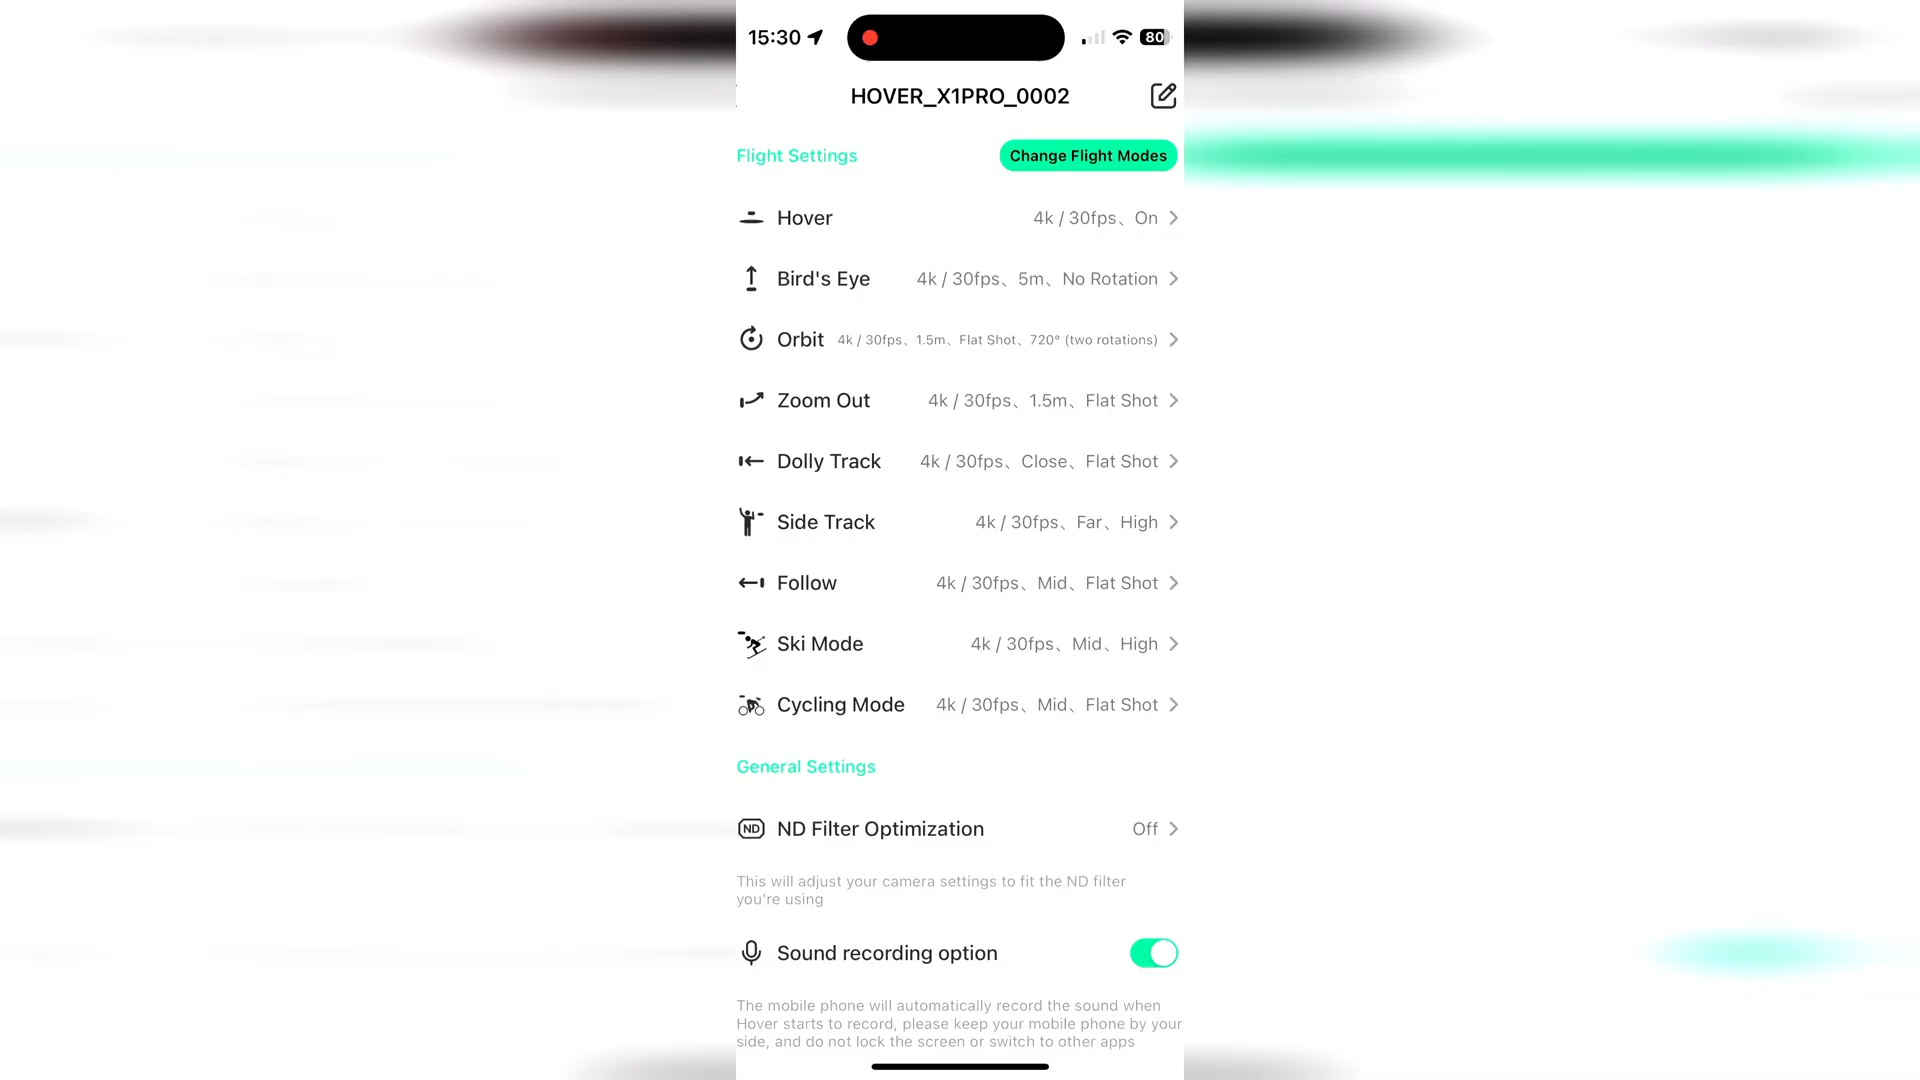 15:30
80
HOVER_X1PRO_0002
Flight Settings
Change Flight Modes
Hover 4k / 30fps、On
Bird's Eye 4k / 30fps、5m、No Rotation
Orbit 4k / 30fps、1.5m、Flat Shot、720° (two rotations)
Zoom Out 4k / 30fps、1.5m、Flat Shot
Dolly Track 4k / 30fps、Close、Flat Shot
Side Track 4k / 30fps、Far、High
Follow 4k / 30fps、Mid、Flat Shot
Ski Mode 4k / 30fps、Mid、High
Cycling Mode 4k / 30fps、Mid、Flat Shot
General Settings
ND ND Filter Optimization Off
This will adjust your camera settings to fit the ND filter
you're using
Sound recording option
The mobile phone will automatically record the sound when
Hover starts to record, please keep your mobile phone by your
side, and do not lock the screen or switch to other apps